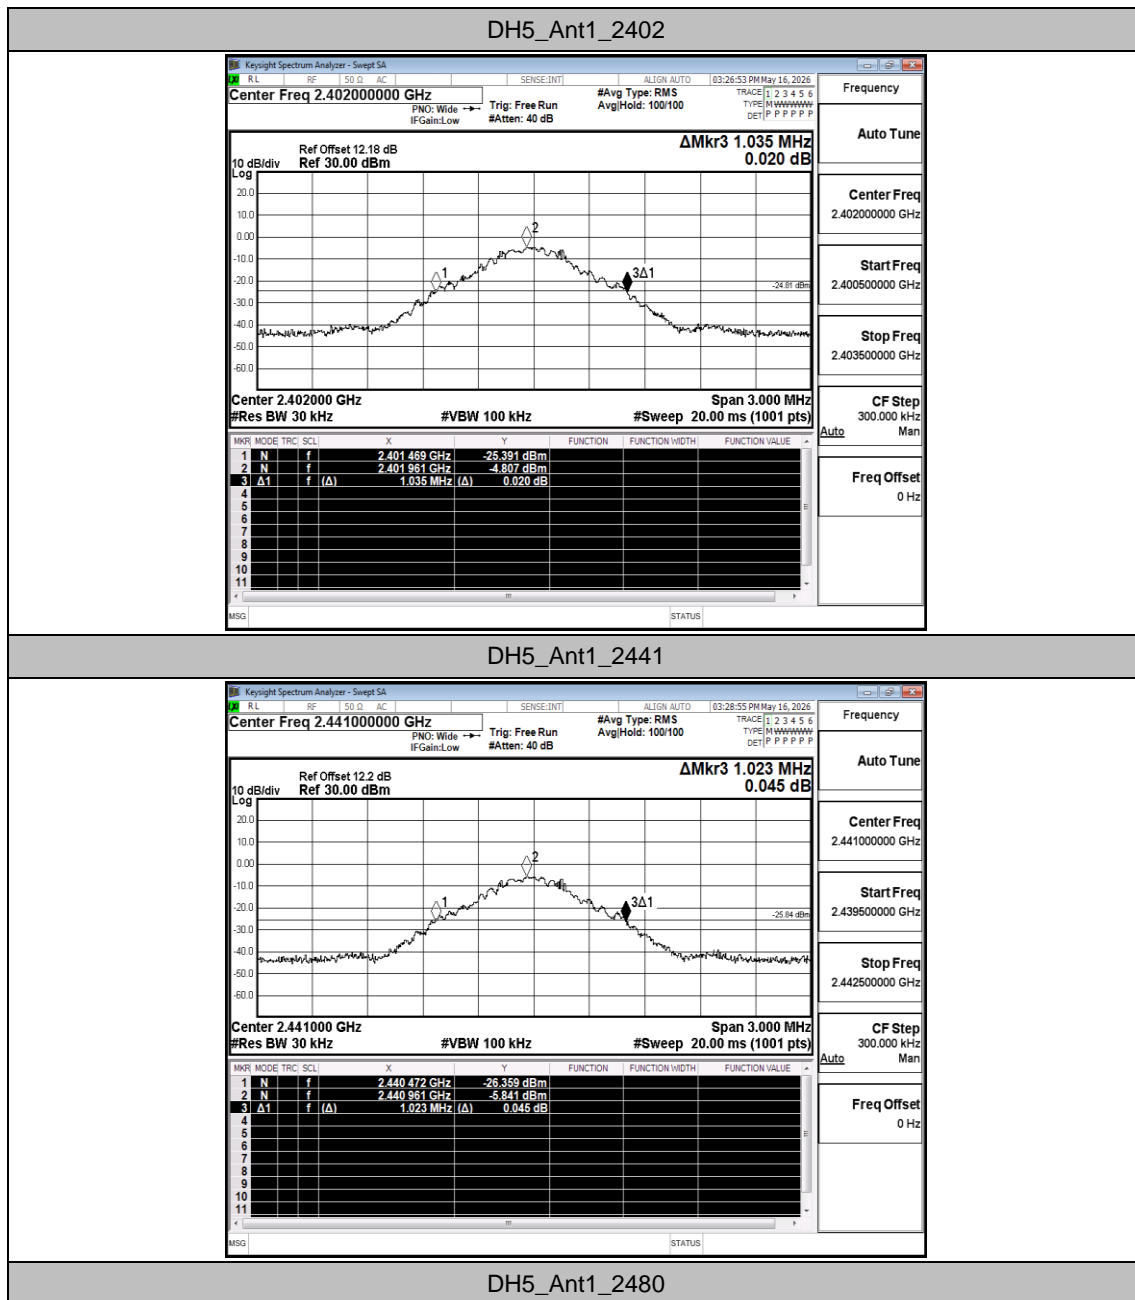 DH5_Ant1_2402
Keysight Spectrum Analyzer - Swept SA
RL RF 50 Ω AC SENSE:INT ALIGN AUTO 03:26:53 PM May 16, 2026
Center Freq 2.402000000 GHz
PNO: Wide
IFGain:Low
Trig: Free Run
#Atten: 40 dB
#Avg Type: RMS
Avg|Hold: 100/100
TRACE 1 2 3 4 5 6
TYPE M WWWWW
DET P P P P P P
Ref Offset 12.18 dB
10 dB/div Ref 30.00 dBm
Log
ΔMkr3 1.035 MHz
0.020 dB
20.0
10.0
0.00
-10.0
-20.0
-30.0
-40.0
-50.0
-60.0
1
2
3Δ1
-24.81 dBm
Center 2.402000 GHz Span 3.000 MHz
#Res BW 30 kHz #VBW 100 kHz #Sweep 20.00 ms (1001 pts)
MKR MODE TRC SCL X Y FUNCTION FUNCTION WIDTH FUNCTION VALUE
1 N f 2.401 469 GHz -25.391 dBm
2 N f 2.401 961 GHz -4.807 dBm
3 Δ1 f (Δ) 1.035 MHz (Δ) 0.020 dB
4
5
6
7
8
9
10
11
MSG STATUS
Frequency
Auto Tune
Center Freq
2.402000000 GHz
Start Freq
2.400500000 GHz
Stop Freq
2.403500000 GHz
CF Step
300.000 kHz
Auto Man
Freq Offset
0 Hz
DH5_Ant1_2441
Keysight Spectrum Analyzer - Swept SA
RL RF 50 Ω AC SENSE:INT ALIGN AUTO 03:28:55 PM May 16, 2026
Center Freq 2.441000000 GHz
PNO: Wide
IFGain:Low
Trig: Free Run
#Atten: 40 dB
#Avg Type: RMS
Avg|Hold: 100/100
TRACE 1 2 3 4 5 6
TYPE M WWWWW
DET P P P P P P
Ref Offset 12.2 dB
10 dB/div Ref 30.00 dBm
Log
ΔMkr3 1.023 MHz
0.045 dB
20.0
10.0
0.00
-10.0
-20.0
-30.0
-40.0
-50.0
-60.0
1
2
3Δ1
-25.84 dBm
Center 2.441000 GHz Span 3.000 MHz
#Res BW 30 kHz #VBW 100 kHz #Sweep 20.00 ms (1001 pts)
MKR MODE TRC SCL X Y FUNCTION FUNCTION WIDTH FUNCTION VALUE
1 N f 2.440 472 GHz -26.359 dBm
2 N f 2.440 961 GHz -5.841 dBm
3 Δ1 f (Δ) 1.023 MHz (Δ) 0.045 dB
4
5
6
7
8
9
10
11
MSG STATUS
Frequency
Auto Tune
Center Freq
2.441000000 GHz
Start Freq
2.439500000 GHz
Stop Freq
2.442500000 GHz
CF Step
300.000 kHz
Auto Man
Freq Offset
0 Hz
DH5_Ant1_2480